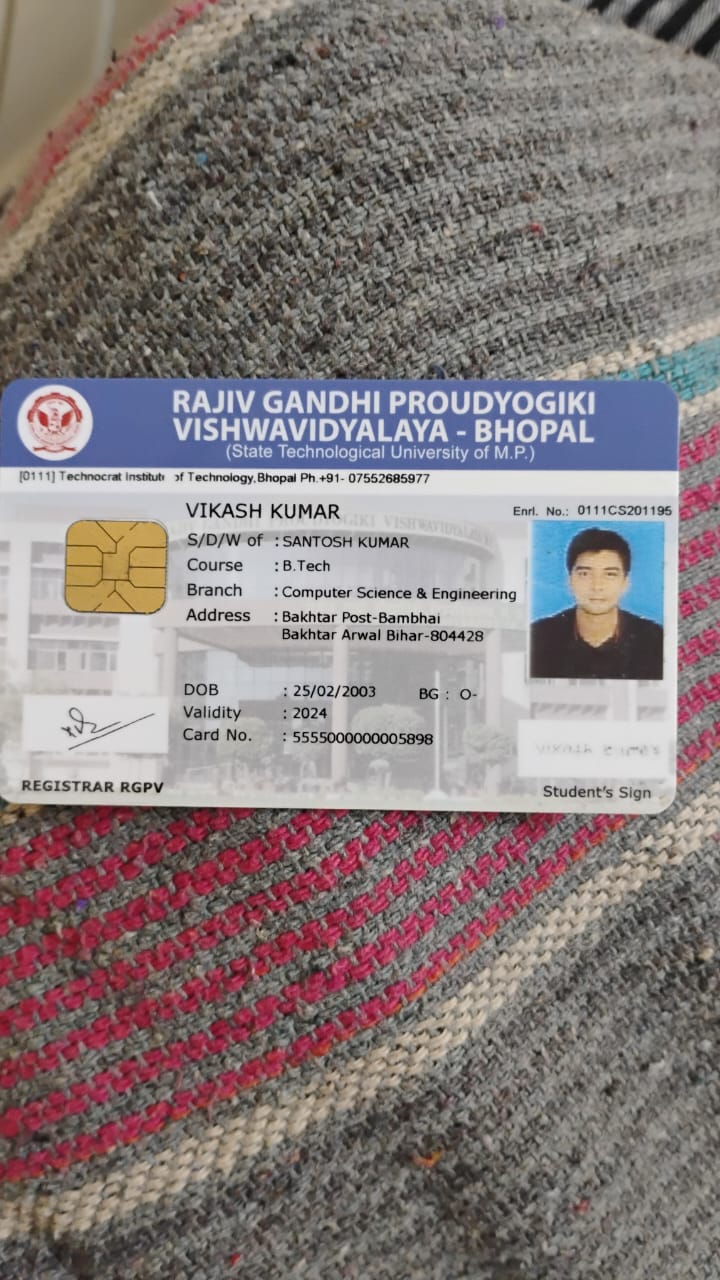 RAJIV GANDHI PROUDYOGIKI
VISHWAVIDYALAYA - BHOPAL
(State Technological University of M.P.)
[0111] Technocrat Institute of Technology,Bhopal Ph.+91- 07552685977
VIKASH KUMAR
Enrl. No.: 0111CS201195
S/D/W of : SANTOSH KUMAR
Course : B.Tech
Branch : Computer Science & Engineering
Address : Bakhtar Post-Bambhai
Bakhtar Arwal Bihar-804428
DOB : 25/02/2003 BG : O-
Validity : 2024
Card No. : 5555000000005898
vikash kumar
REGISTRAR RGPV
Student's Sign